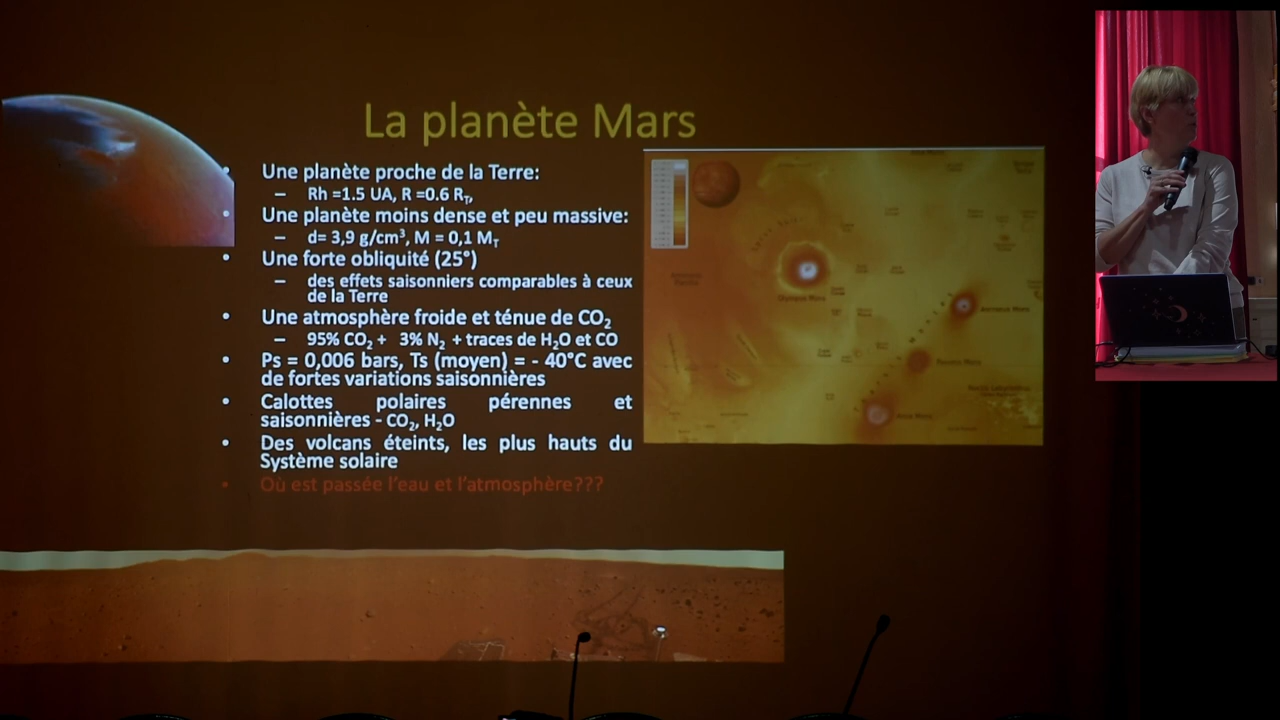 La planète Mars
• Une planète proche de la Terre:
– Rh =1.5 UA, R =0.6 R_T,
• Une planète moins dense et peu massive:
– d= 3,9 g/cm³, M = 0,1 M_T
• Une forte obliquité (25°)
– des effets saisonniers comparables à ceux
de la Terre
• Une atmosphère froide et ténue de CO₂
– 95% CO₂ + 3% N₂ + traces de H₂O et CO
• Ps = 0,006 bars, Ts (moyen) = - 40°C avec
de fortes variations saisonnières
• Calottes polaires pérennes et
saisonnières - CO₂, H₂O
• Des volcans éteints, les plus hauts du
Système solaire
• Où est passée l'eau et l'atmosphère???
Olympus Mons
Ascraeus Mons
Pavonis Mons
Arsia Mons